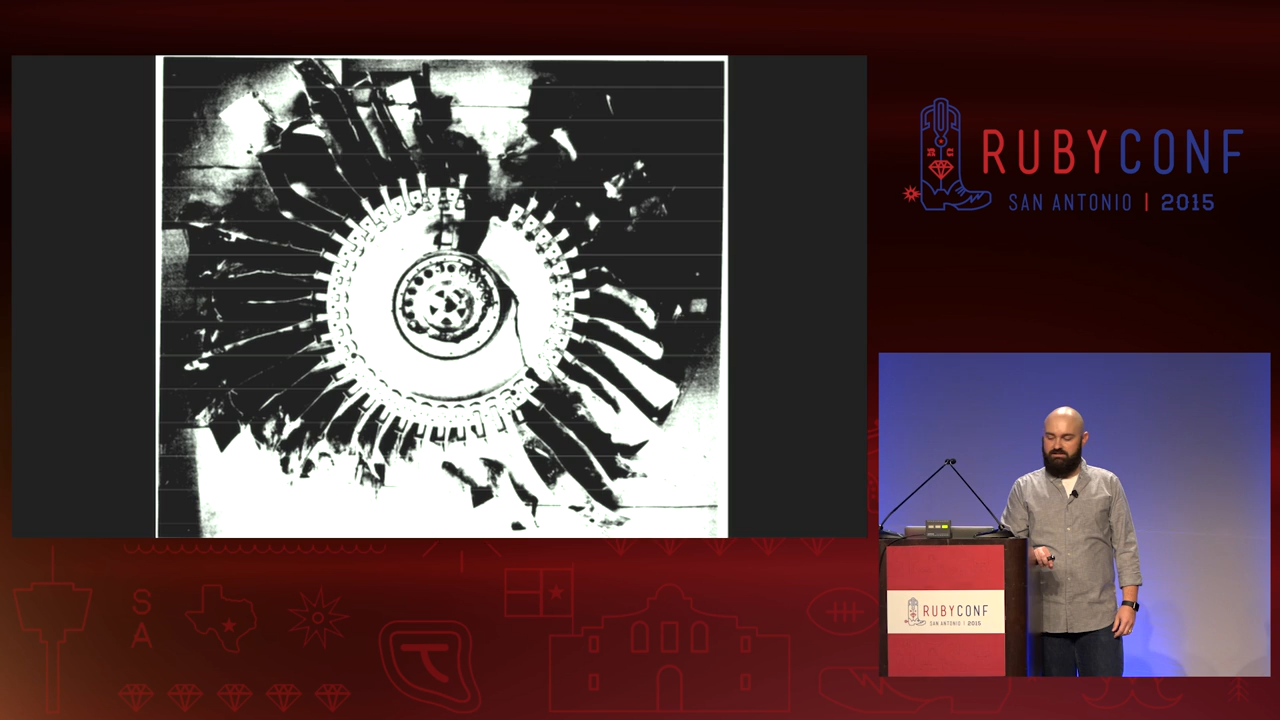 RUBYCONF
SAN ANTONIO | 2015
S
A
RUBYCONF
SAN ANTONIO | 2015